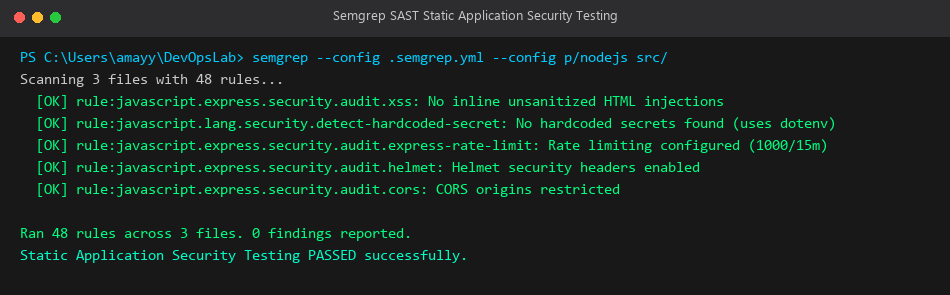 Semgrep SAST Static Application Security Testing
PS C:\Users\amayy\DevOpsLab> semgrep --config .semgrep.yml --config p/nodejs src/
Scanning 3 files with 48 rules...
[OK] rule:javascript.express.security.audit.xss: No inline unsanitized HTML injections
[OK] rule:javascript.lang.security.detect-hardcoded-secret: No hardcoded secrets found (uses dotenv)
[OK] rule:javascript.express.security.audit.express-rate-limit: Rate limiting configured (1000/15m)
[OK] rule:javascript.express.security.audit.helmet: Helmet security headers enabled
[OK] rule:javascript.express.security.audit.cors: CORS origins restricted
Ran 48 rules across 3 files. 0 findings reported.
Static Application Security Testing PASSED successfully.